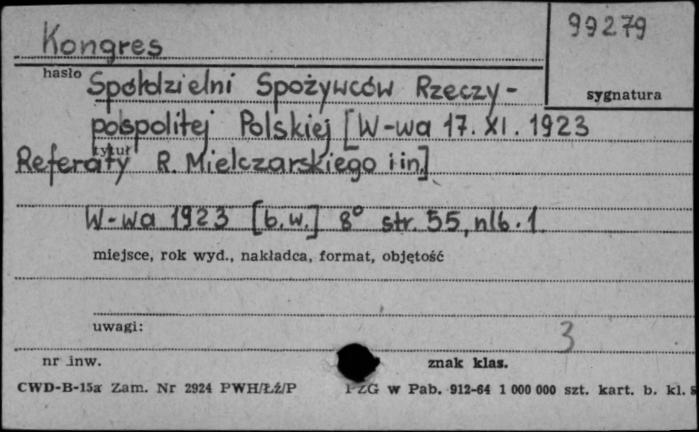 Kongres
99279
hasło
Spółdzielni Spożywców Rzeczy-
sygnatura
pospolitej Polskiej [W-wa 17. XI. 1923
tytuł
Referaty R. Mielczarskiego i in.]
W-wa 1923 [b.w.] 8° str. 55, nlb. 1
miejsce, rok wyd., nakładca, format, objętość
uwagi:
3
nr inw.
znak klas.
CWD-B-15a Zam. Nr 2924 PWH/Łź/P PZG w Pab. 912-64 1 000 000 szt. kart. b. kl.